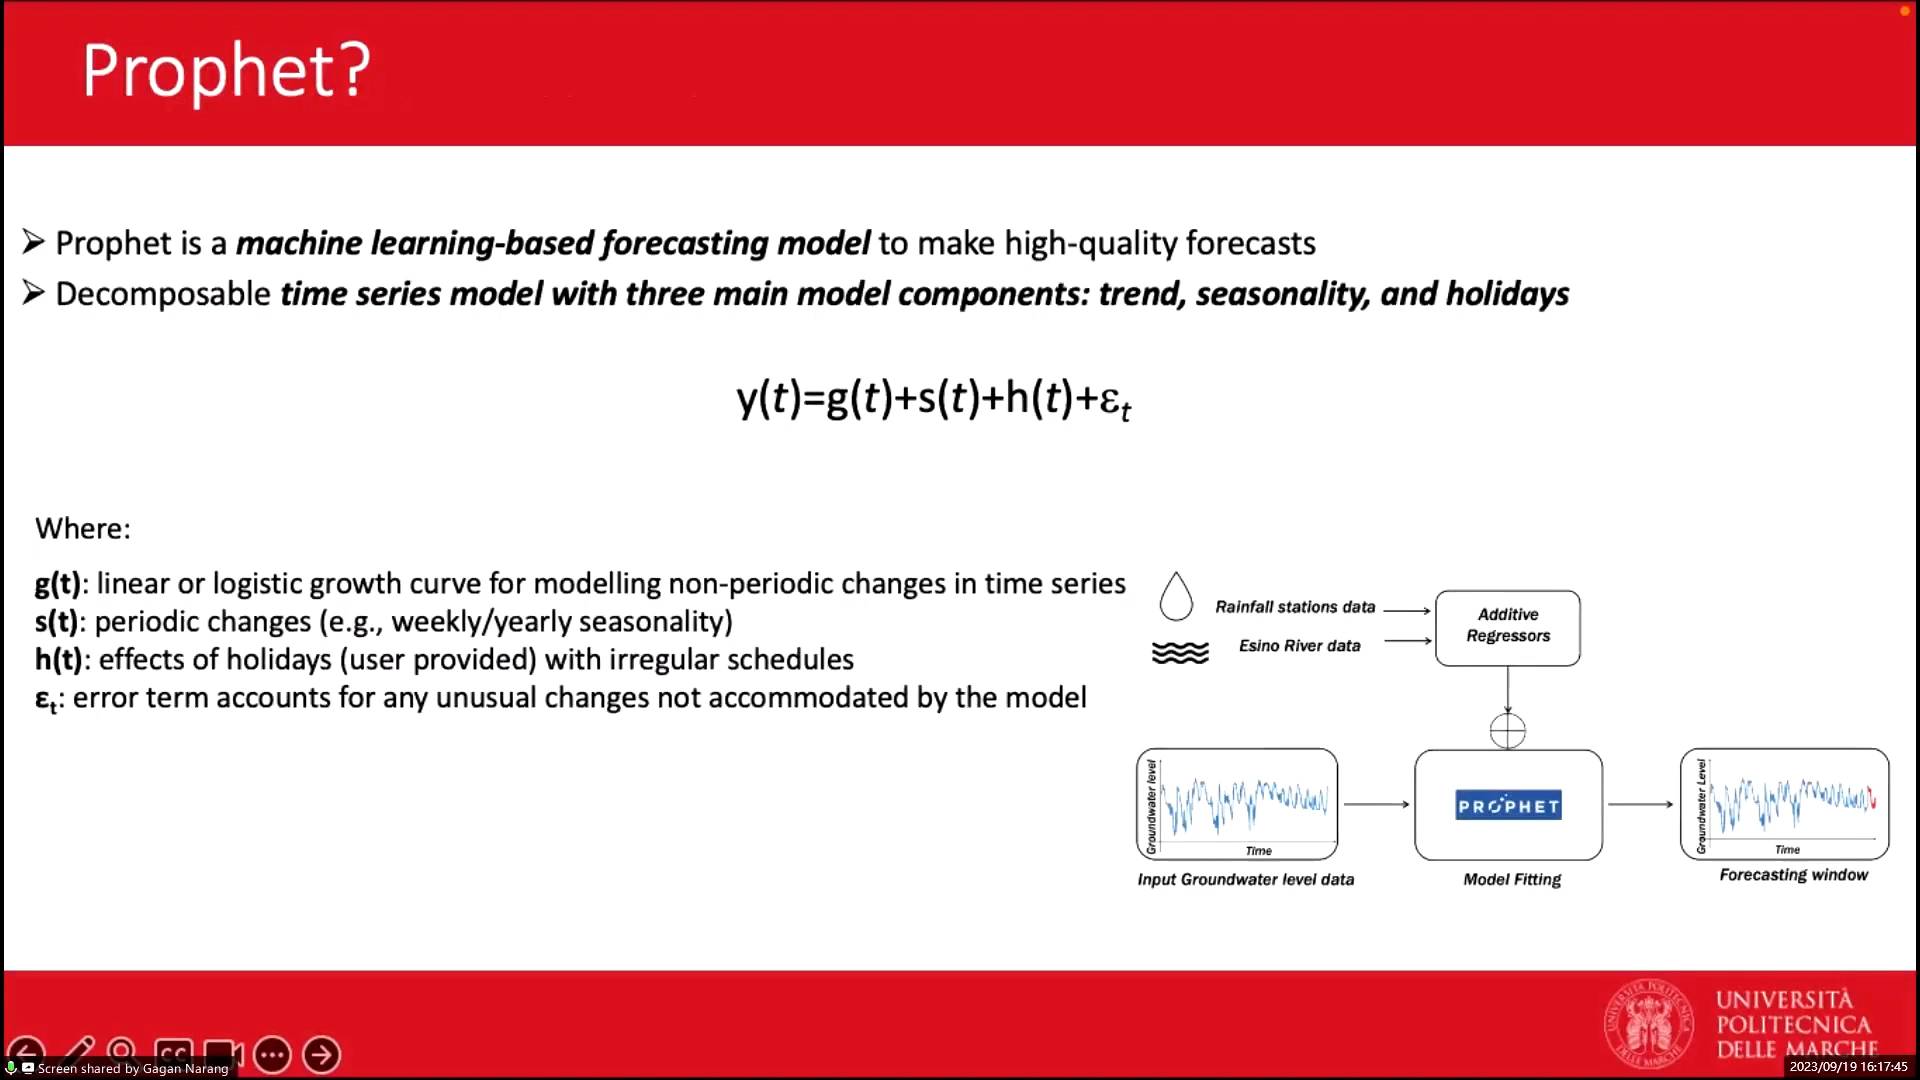 Prophet?
➤ Prophet is a machine learning-based forecasting model to make high-quality forecasts
➤ Decomposable time series model with three main model components: trend, seasonality, and holidays
y(t)=g(t)+s(t)+h(t)+εt
Where:
g(t): linear or logistic growth curve for modelling non-periodic changes in time series
s(t): periodic changes (e.g., weekly/yearly seasonality)
h(t): effects of holidays (user provided) with irregular schedules
εt: error term accounts for any unusual changes not accommodated by the model
Rainfall stations data
Esino River data
Additive
Regressors
Groundwater level
Time
Input Groundwater level data
PROPHET
Model Fitting
Groundwater Level
Time
Forecasting window
UNIVERSITÀ
POLITECNICA
DELLE MARCHE
CC
Screen shared by Gagan Narang
2023/09/19 16:17:45